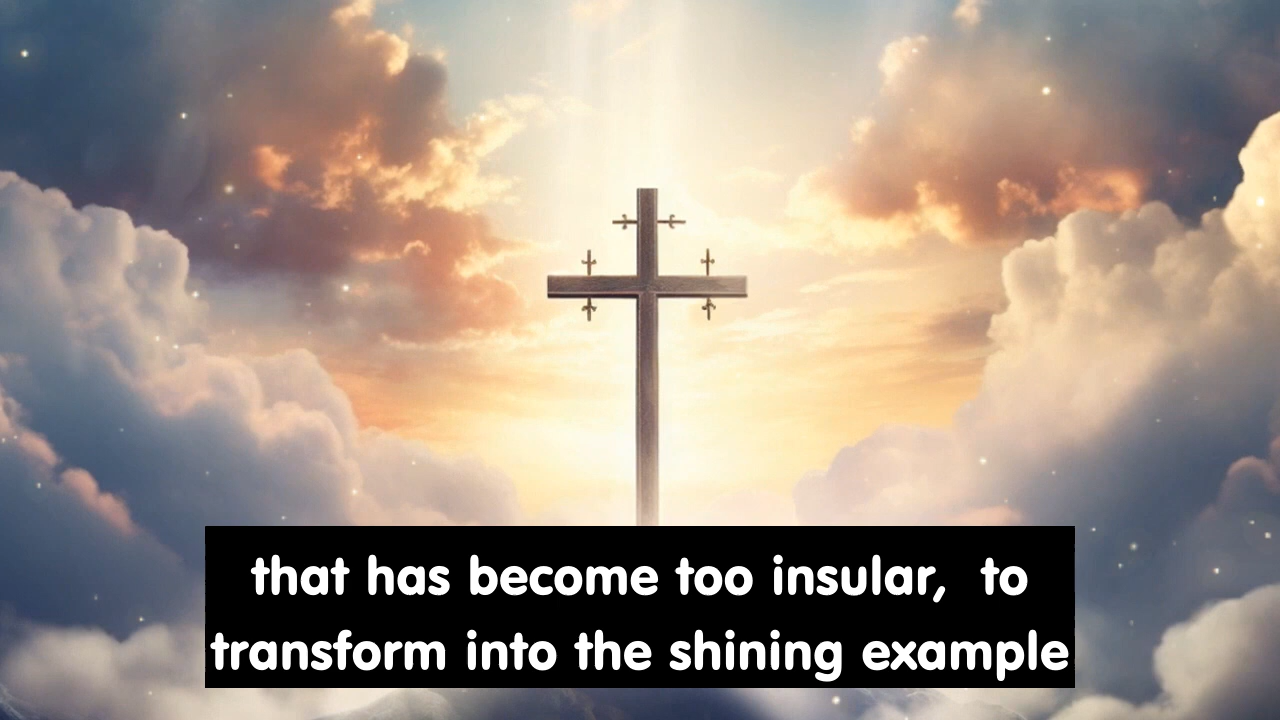 that has become too insular,  to
transform into the shining example